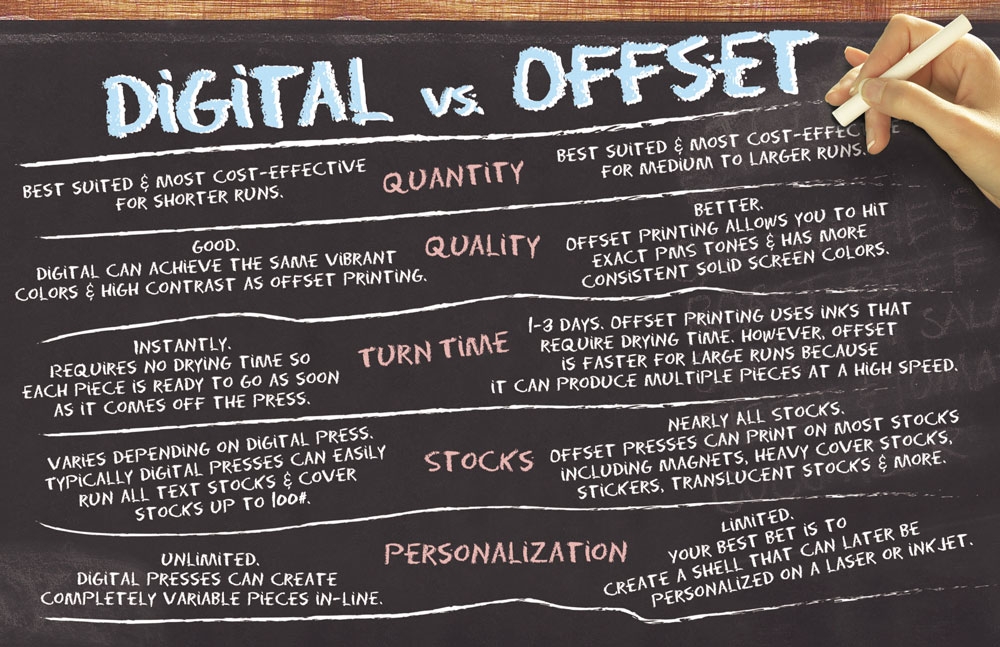 DiGiTAL vs. OFFSET
BEST SUITED & MOST COST-EFFECTIVE
FOR SHORTER RUNS.
QUANTiTY
BEST SUITED & MOST COST-EFFEC
FOR MEDIUM TO LARGER RUNS.
GOOD.
DIGITAL CAN ACHIEVE THE SAME VIBRANT
COLORS & HIGH CONTRAST AS OFFSET PRINTING.
QUALiTY
BETTER.
OFFSET PRINTING ALLOWS YOU TO HIT
EXACT PMS TONES & HAS MORE
CONSISTENT SOLID SCREEN COLORS.
INSTANTLY.
REQUIRES NO DRYING TIME SO
EACH PIECE IS READY TO GO AS SOON
AS IT COMES OFF THE PRESS.
TURN TiME
1-3 DAYS. OFFSET PRINTING USES INKS THAT
REQUIRE DRYING TIME. HOWEVER, OFFSET
IS FASTER FOR LARGE RUNS BECAUSE
IT CAN PRODUCE MULTIPLE PIECES AT A HIGH SPEED.
VARIES DEPENDING ON DIGITAL PRESS.
TYPICALLY DIGITAL PRESSES CAN EASILY
RUN ALL TEXT STOCKS & COVER
STOCKS UP TO 100#.
STOCKS
NEARLY ALL STOCKS.
OFFSET PRESSES CAN PRINT ON MOST STOCKS
INCLUDING MAGNETS, HEAVY COVER STOCKS,
STICKERS, TRANSLUCENT STOCKS & MORE.
UNLIMITED.
DIGITAL PRESSES CAN CREATE
COMPLETELY VARIABLE PIECES IN-LINE.
PERSONALiZATiON
LIMITED.
YOUR BEST BET IS TO
CREATE A SHELL THAT CAN LATER BE
PERSONALIZED ON A LASER OR INKJET.